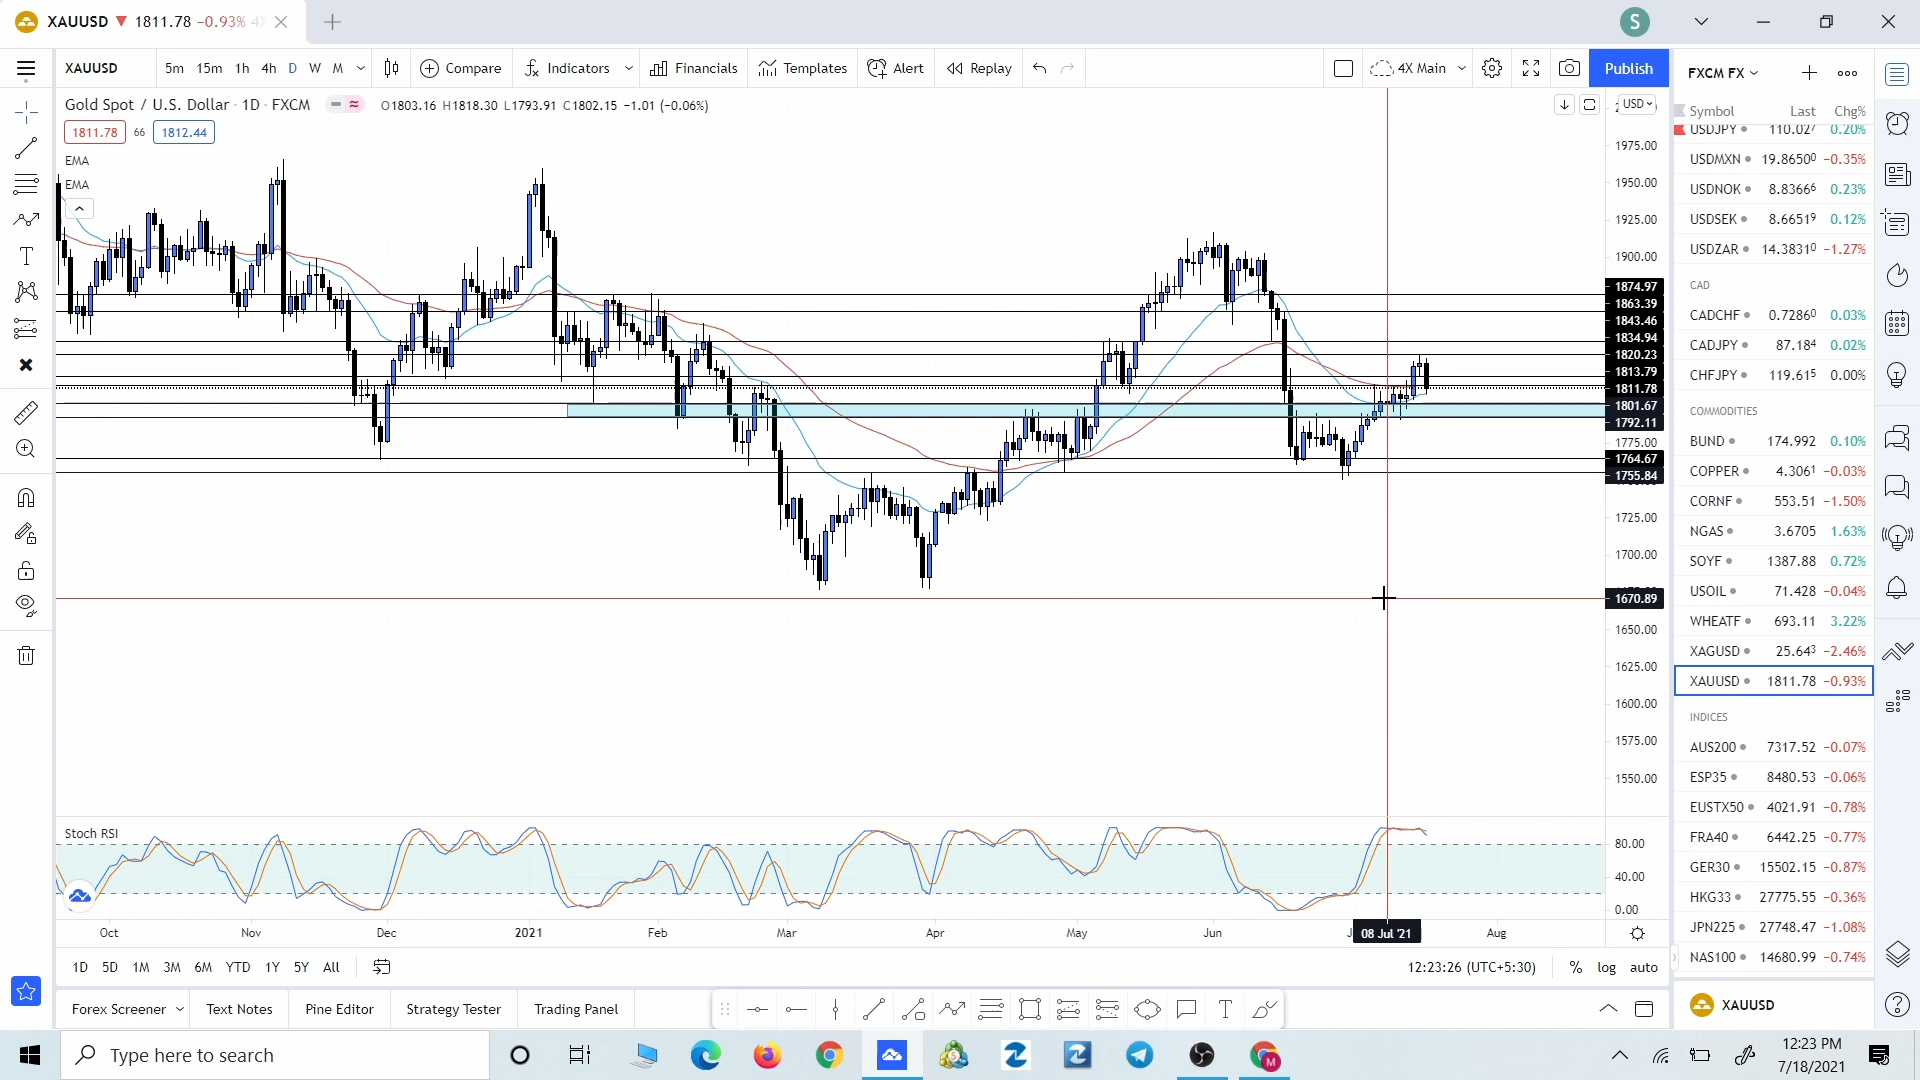 XAUUSD ▼ 1811.78 −0.93%
S
XAUUSD 5m 15m 1h 4h D W M Compare Indicators Financials Templates Alert Replay 4X Main Publish
Gold Spot / U.S. Dollar · 1D · FXCM O1803.16 H1818.30 L1793.91 C1802.15 −1.01 (−0.06%)
1811.78 66 1812.44
EMA
EMA
USD
1975.00
1950.00
1925.00
1900.00
1874.97
1863.39
1843.46
1834.94
1820.23
1813.79
1811.78
1801.67
1792.11
1775.00
1764.67
1755.84
1725.00
1700.00
1670.89
1650.00
1625.00
1600.00
1575.00
1550.00
Stoch RSI
80.00
40.00
0.00
Oct Nov Dec 2021 Feb Mar Apr May Jun 08 Jul '21 Aug
1D 5D 1M 3M 6M YTD 1Y 5Y All 12:23:26 (UTC+5:30) % log auto
Forex Screener Text Notes Pine Editor Strategy Tester Trading Panel
FXCM FX
Symbol Last Chg%
USDJPY 110.027 0.20%
USDMXN 19.8650⁰ −0.35%
USDNOK 8.8366⁶ 0.23%
USDSEK 8.6651⁹ 0.12%
USDZAR 14.3831⁰ −1.27%
CAD
CADCHF 0.7286⁰ 0.03%
CADJPY 87.18⁴ 0.02%
CHFJPY 119.61⁵ 0.00%
COMMODITIES
BUND 174.992 0.10%
COPPER 4.306¹ −0.03%
CORNF 553.51 −1.50%
NGAS 3.6705 1.63%
SOYF 1387.88 0.72%
USOIL 71.428 −0.04%
WHEATF 693.11 3.22%
XAGUSD 25.64³ −2.46%
XAUUSD 1811.78 −0.93%
INDICES
AUS200 7317.52 −0.07%
ESP35 8480.53 −0.06%
EUSTX50 4021.91 −0.78%
FRA40 6442.25 −0.77%
GER30 15502.15 −0.87%
HKG33 27775.55 −0.36%
JPN225 27748.47 −1.08%
NAS100 14680.99 −0.74%
XAUUSD
Type here to search
12:23 PM
7/18/2021